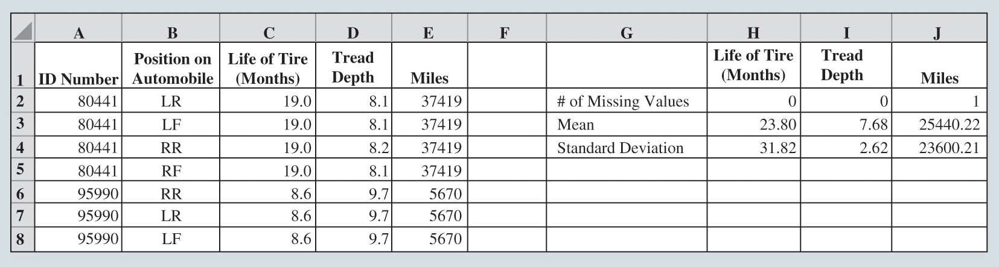 A B C D E F G H I J
1 ID Number Position on Automobile Life of Tire (Months) Tread Depth Miles Life of Tire (Months) Tread Depth Miles
2 80441 LR 19.0 8.1 37419 # of Missing Values 0 0 1
3 80441 LF 19.0 8.1 37419 Mean 23.80 7.68 25440.22
4 80441 RR 19.0 8.2 37419 Standard Deviation 31.82 2.62 23600.21
5 80441 RF 19.0 8.1 37419
6 95990 RR 8.6 9.7 5670
7 95990 LR 8.6 9.7 5670
8 95990 LF 8.6 9.7 5670